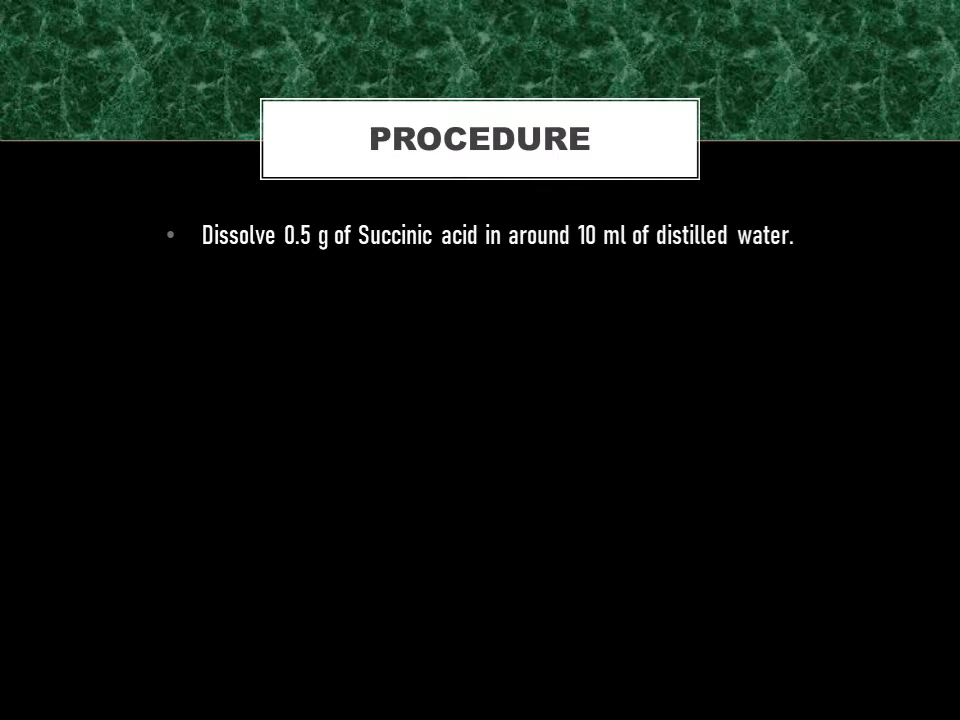 PROCEDURE
• Dissolve 0.5 g of Succinic acid in around 10 ml of distilled water.